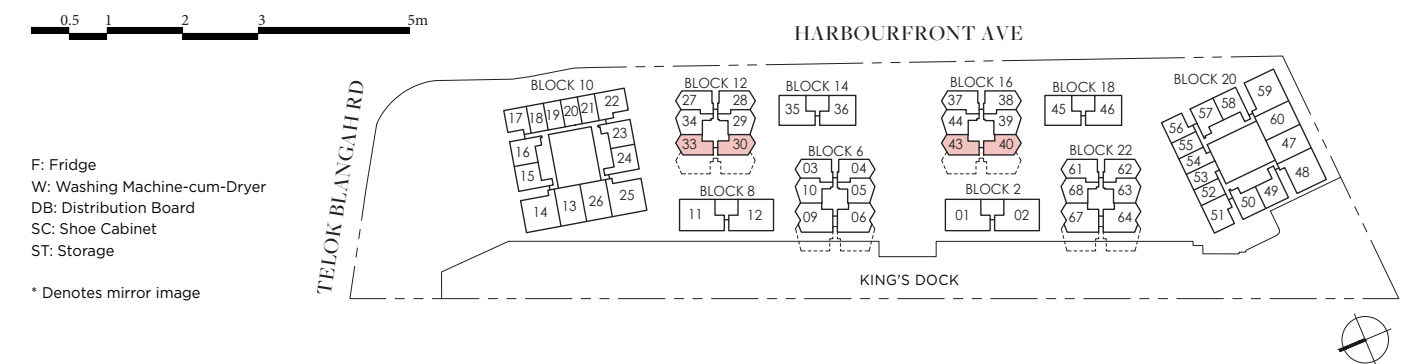 0.5 1 2 3 5m
HARBOURFRONT AVE
TELOK BLANGAH RD
F: Fridge
W: Washing Machine-cum-Dryer
DB: Distribution Board
SC: Shoe Cabinet
ST: Storage
* Denotes mirror image
BLOCK 10
17 18 19 20 21 22
16 23
15 24
14 13 26 25
BLOCK 12
27 28
34 29
33 30
BLOCK 14
35 36
BLOCK 8
11 12
BLOCK 6
03 04
10 05
09 06
BLOCK 16
37 38
44 39
43 40
BLOCK 18
45 46
BLOCK 2
01 02
BLOCK 22
61 62
68 63
67 64
BLOCK 20
56 57 58 59
55 60
54 47
53 48
52 49
51 50
KING'S DOCK